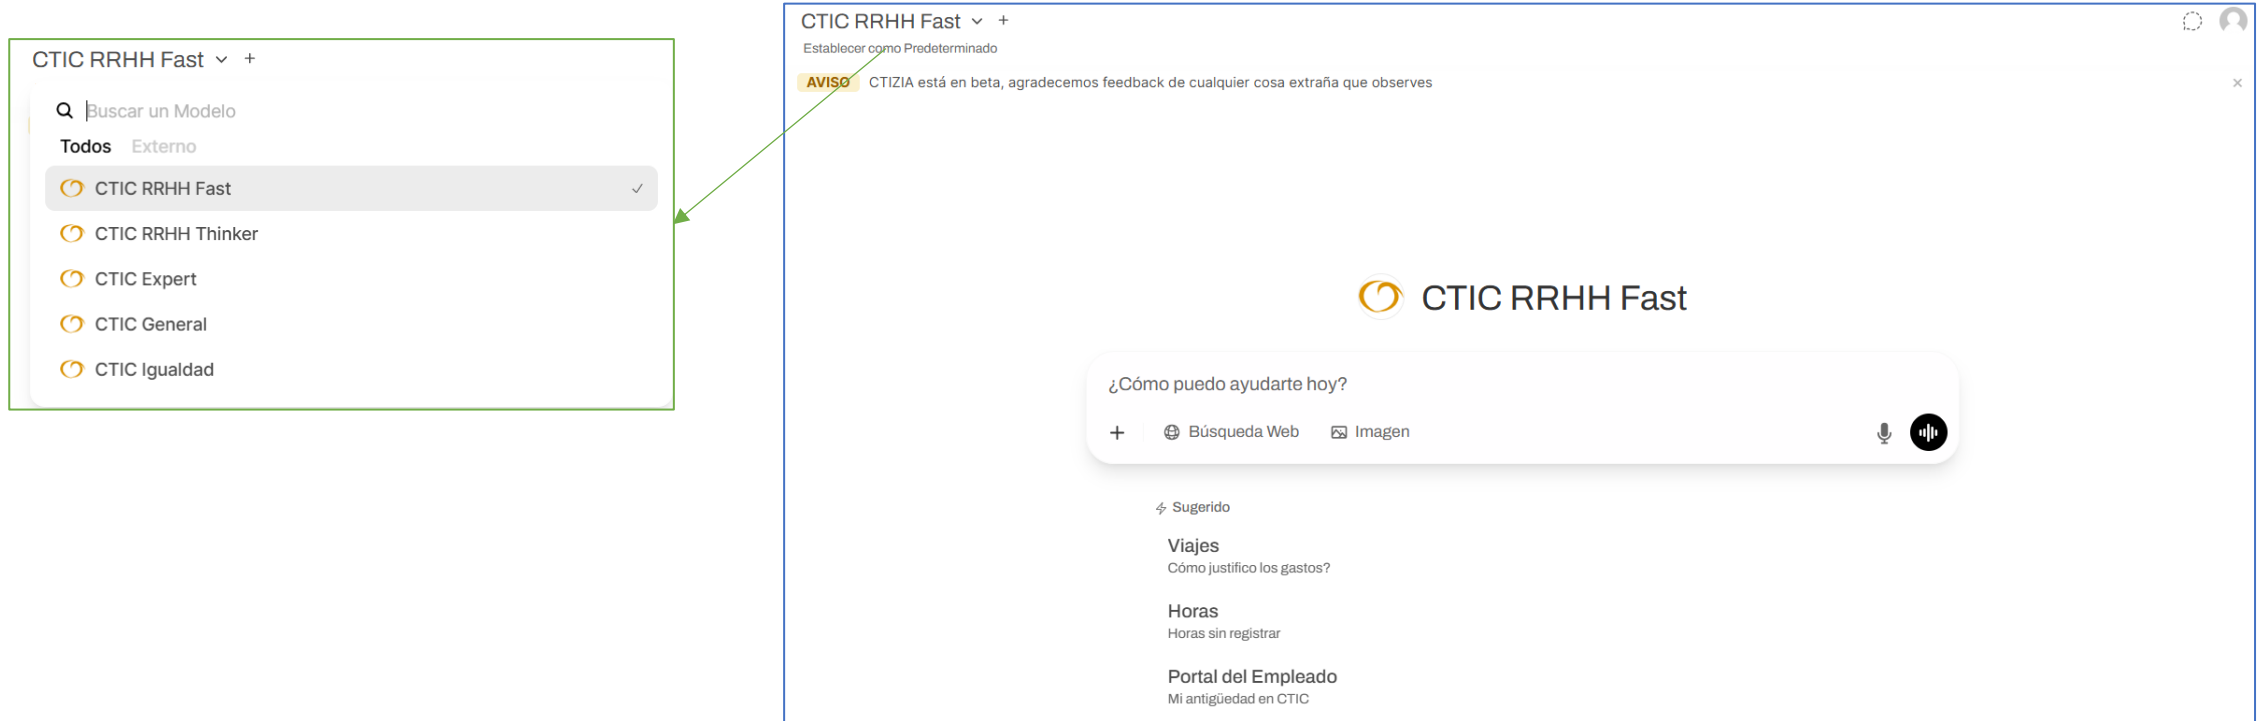 CTIC RRHH Fast
Buscar un Modelo
Todos Externo
CTIC RRHH Fast
CTIC RRHH Thinker
CTIC Expert
CTIC General
CTIC Igualdad
CTIC RRHH Fast
Establecer como Predeterminado
AVISO CTIZIA está en beta, agradecemos feedback de cualquier cosa extraña que observes
CTIC RRHH Fast
¿Cómo puedo ayudarte hoy?
Búsqueda Web Imagen
Sugerido
Viajes
Cómo justifico los gastos?
Horas
Horas sin registrar
Portal del Empleado
Mi antigüedad en CTIC